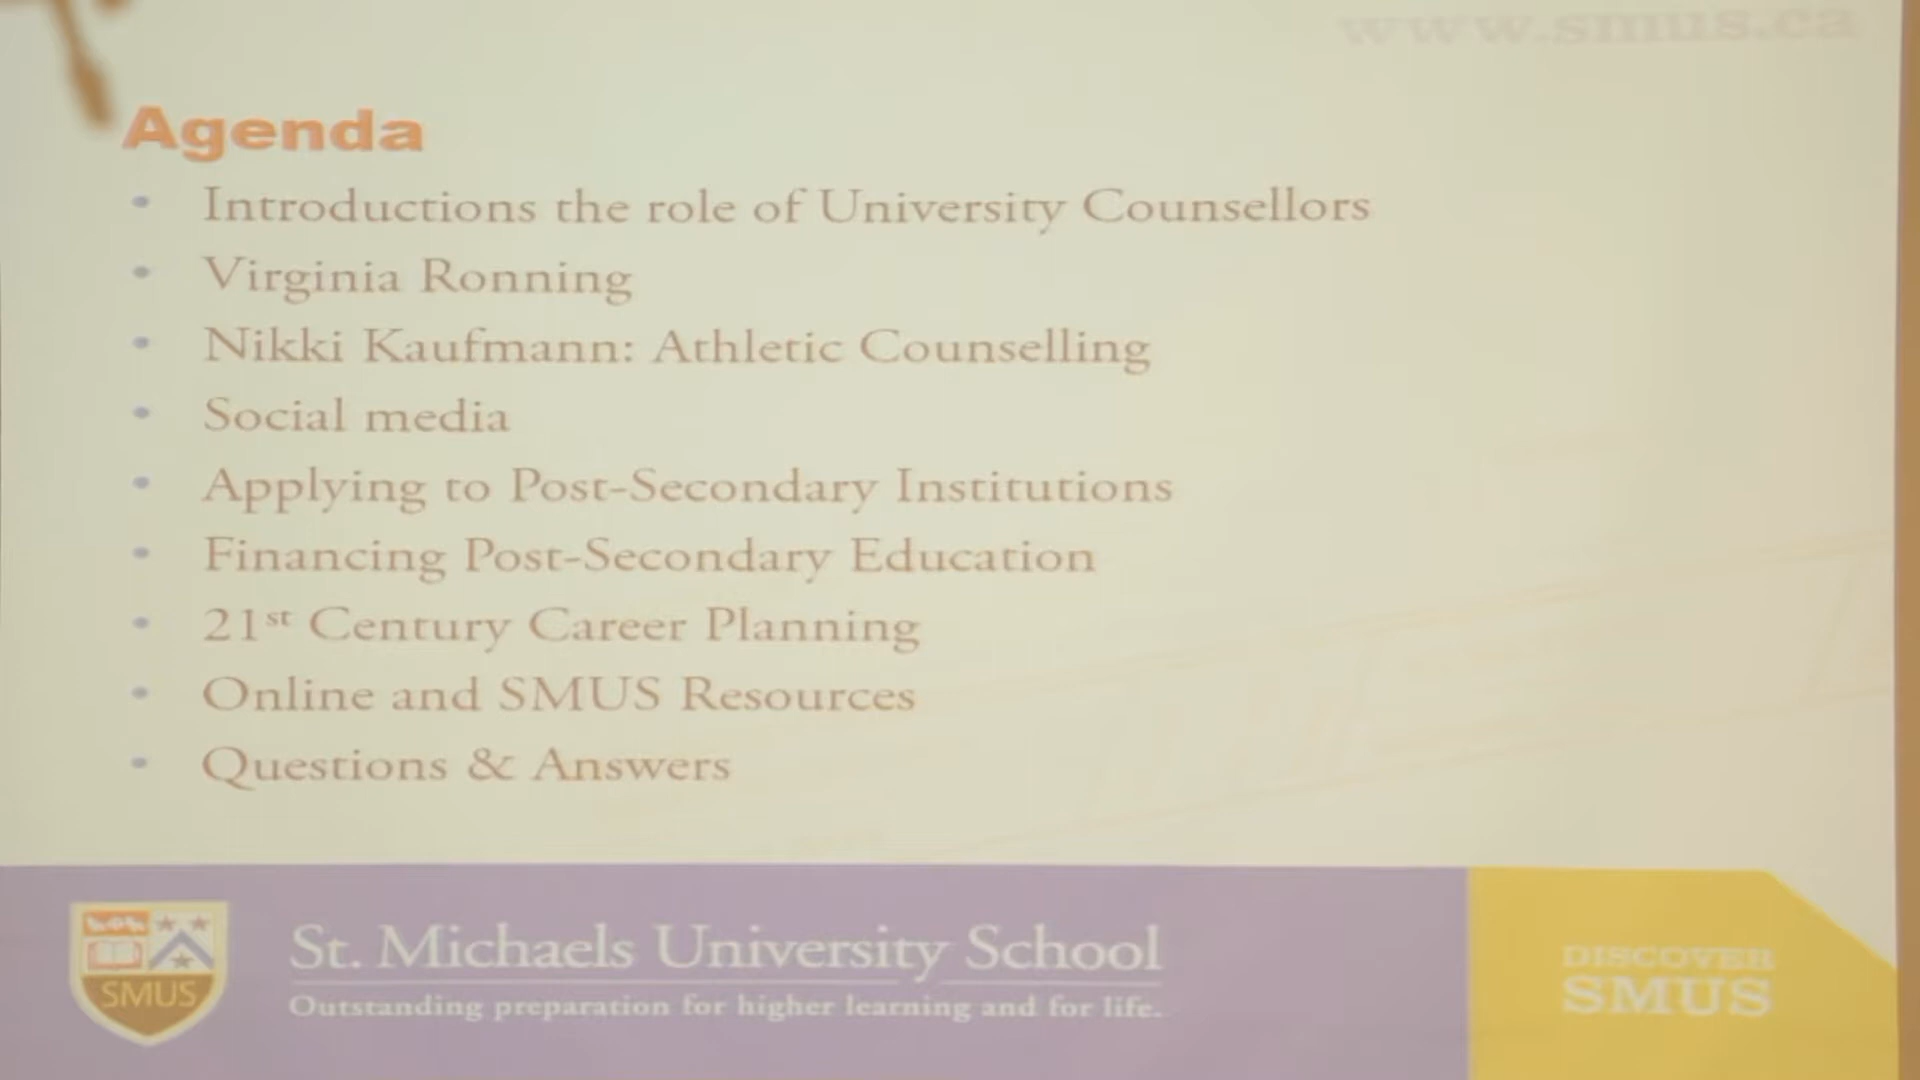 www.smus.ca
Agenda
• Introductions the role of University Counsellors
• Virginia Ronning
• Nikki Kaufmann: Athletic Counselling
• Social media
• Applying to Post-Secondary Institutions
• Financing Post-Secondary Education
• 21st Century Career Planning
• Online and SMUS Resources
• Questions & Answers
SMUS
St. Michaels University School
Outstanding preparation for higher learning and for life.
DISCOVER
SMUS